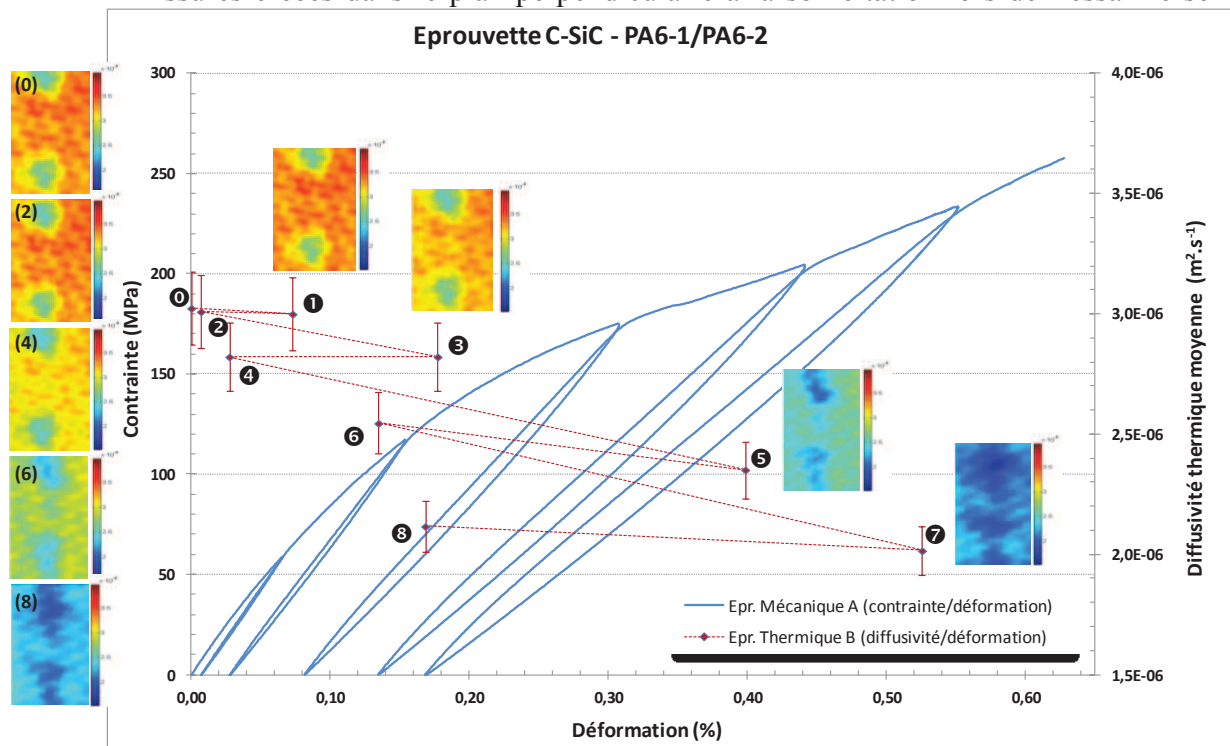 Eprouvette C-SiC - PA6-1/PA6-2
(0)
(2)
(4)
(6)
(8)
Contrainte (MPa)
300
250
200
150
100
50
0
0,00
0,10
0,20
0,30
0,40
0,50
0,60
Déformation (%)
4,0E-06
3,5E-06
3,0E-06
2,5E-06
2,0E-06
1,5E-06
Diffusivité thermique moyenne (m².s⁻¹)
0
1
2
3
4
5
6
7
8
Epr. Mécanique A (contrainte/déformation)
Epr. Thermique B (diffusivité/déformation)